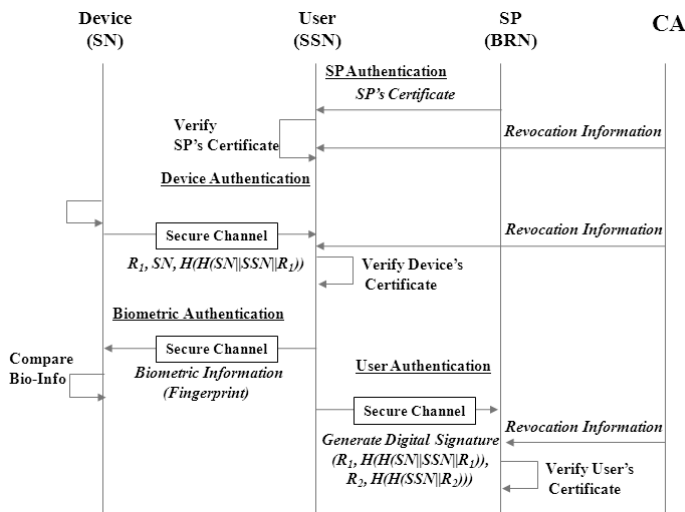 Device
(SN)
User
(SSN)
SP
(BRN)
CA
SP Authentication
SP's Certificate
Verify
SP's Certificate
Revocation Information
Device Authentication
Secure Channel
Revocation Information
R₁, SN, H(H(SN||SSN||R₁))
Verify Device's
Certificate
Biometric Authentication
Secure Channel
Compare
Bio-Info
Biometric Information
(Fingerprint)
User Authentication
Secure Channel
Revocation Information
Generate Digital Signature
(R₁, H(H(SN||SSN||R₁)),
R₂, H(H(SSN||R₂)))
Verify User's
Certificate